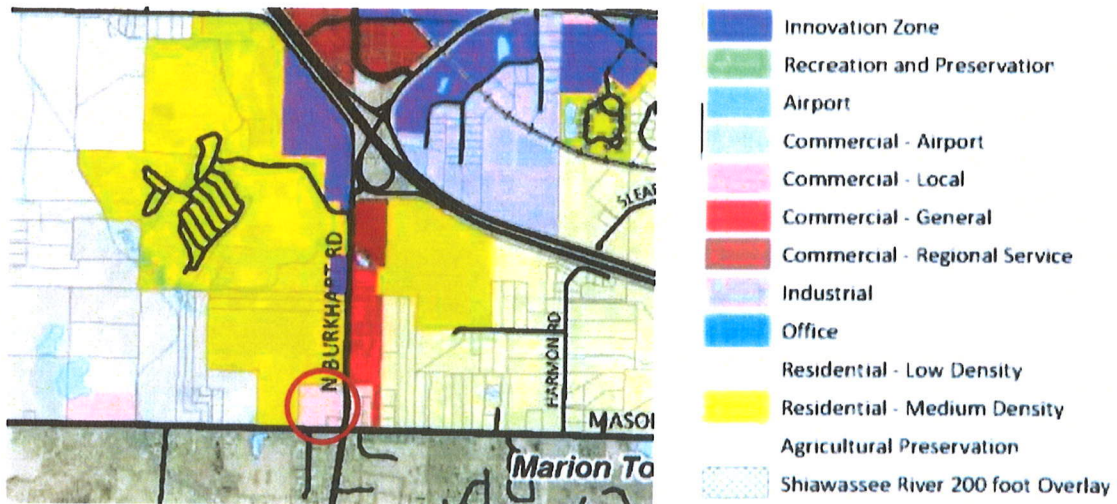 Innovation Zone
Recreation and Preservation
Airport
Commercial - Airport
Commercial - Local
Commercial - General
Commercial - Regional Service
Industrial
Office
Residential - Low Density
Residential - Medium Density
Agricultural Preservation
Shiawassee River 200 foot Overlay
N BURKHART RD
HARMON RD
Marion To